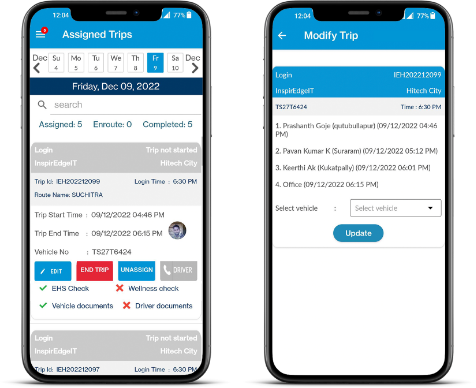 12:04
77%
Assigned Trips
Dec
Su
4
Mo
5
Tu
6
We
7
Th
8
Fr
9
Sa
10
Dec
Friday, Dec 09, 2022
search
Assigned: 5 Enroute: 0 Completed: 5
Login Trip not started
InspirEdgeIT Hitech City
Trip Id: IEH202212099 Login Time : 6:30 PM
Route Name: SUCHITRA
Trip Start Time : 09/12/2022 04:46 PM
Trip End Time : 09/12/2022 06:15 PM
Vehicle No : TS27T6424
EDIT END TRIP UNASSIGN DRIVER
EHS Check Wellness check
Vehicle documents Driver documents
Login Trip not started
InspirEdgeIT Hitech City
Trip Id: IEH202212097 Login Time : 6:30 PM
12:04
77%
Modify Trip
Login IEH202212099
InspirEdgeIT Hitech City
TS27T6424 Time : 6:30 PM
1. Prashanth Goje (qutubullapur) (09/12/2022 04:46
PM)
2. Pavan Kumar K (Suraram) (09/12/2022 05:12 PM)
3. Keerthi Ak (Kukatpally) (09/12/2022 06:01 PM)
4. Office (09/12/2022 06:15 PM)
Select vehicle : Select vehicle
Update